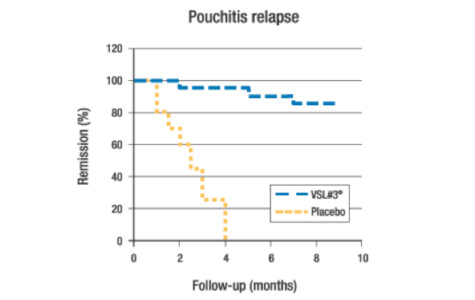 Pouchitis relapse
120
100
80
60
40
20
0
Remission (%)
VSL#3®
Placebo
0 2 4 6 8 10
Follow-up (months)